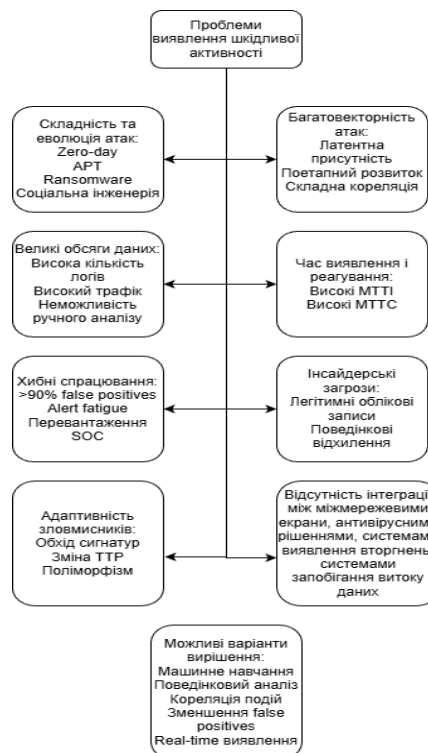 Проблеми
виявлення шкідливої
активності
Складність та
еволюція атак:
Zero-day
APT
Ransomware
Соціальна інженерія
Багатовекторність
атак:
Латентна
присутність
Поетапний розвиток
Складна кореляція
Великі обсяги даних:
Висока кількість
логів
Високий трафік
Неможливість
ручного аналізу
Час виявлення і
реагування:
Високі MTTI
Високі MTTC
Хибні спрацювання:
>90% false positives
Alert fatigue
Перевантаження
SOC
Інсайдерські
загрози:
Легітимні облікові
записи
Поведінкові
відхилення
Адаптивність
зловмисників:
Обхід сигнатур
Зміна TTP
Поліморфізм
Відсутність інтеграці
між міжмережевими
екрани, антивірусним
рішеннями, системам
виявлення вторгнень
системами
запобігання витоку
даних
Можливі варіанти
вирішення:
Машинне навчання
Поведінковий аналіз
Кореляція подій
Зменшення false
positives
Real-time виявлення